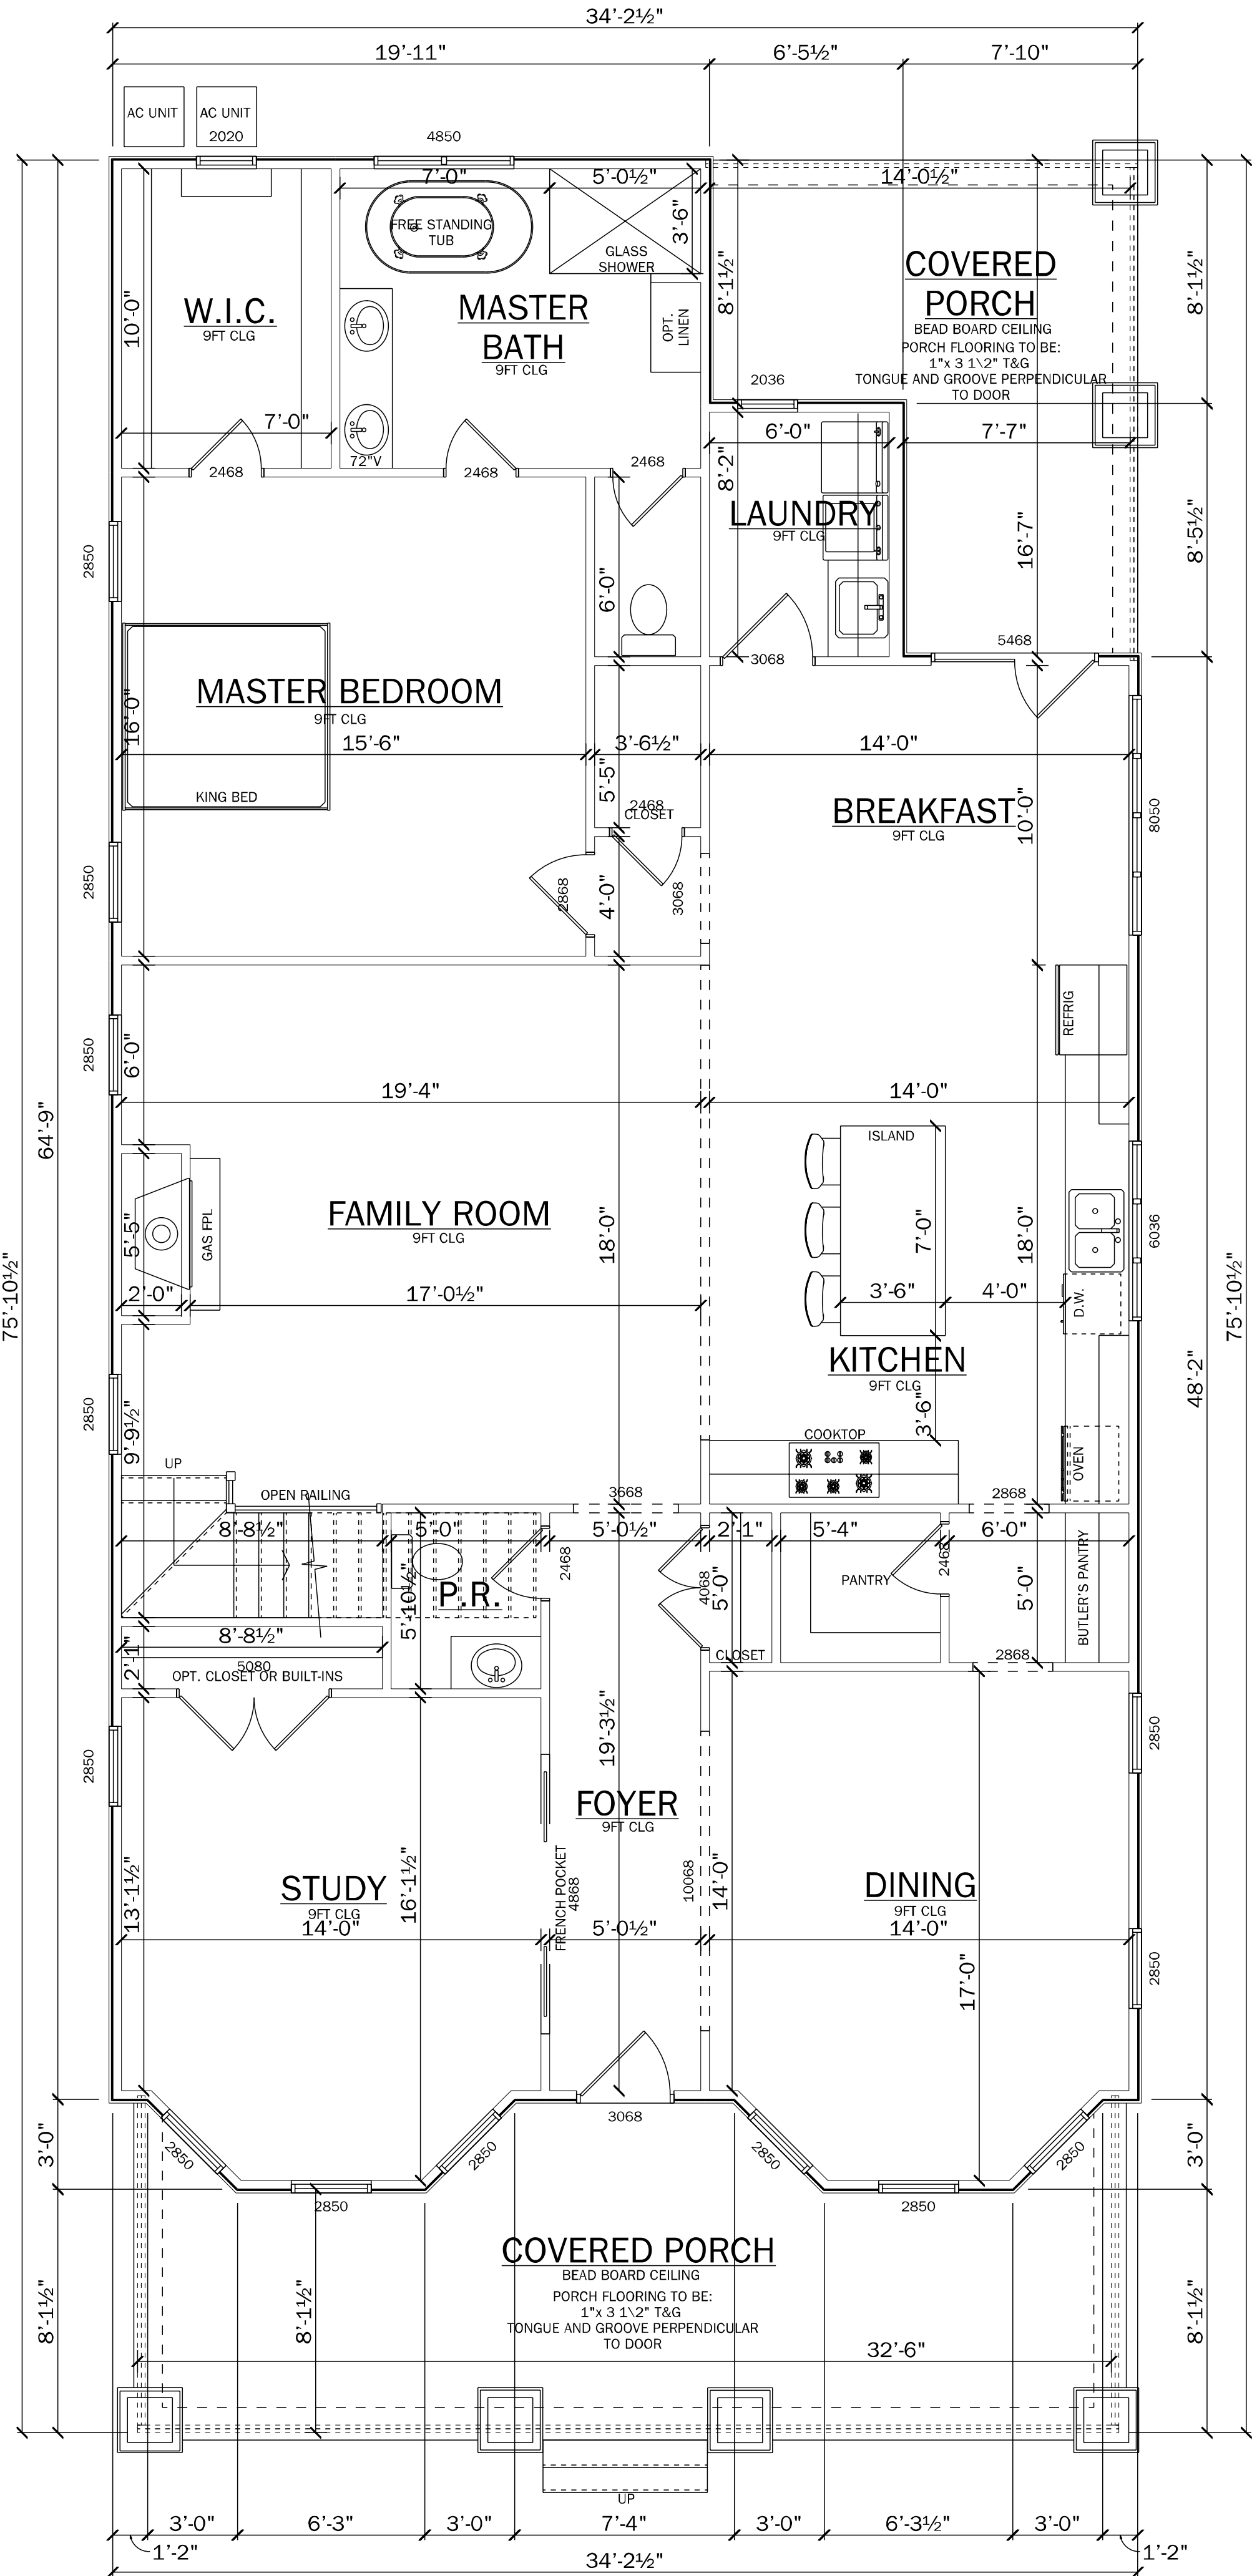 34'-2½"
19'-11"
6'-5½"
7'-10"
AC UNIT
AC UNIT
2020
4850
7'-0"
5'-0½"
14'-0½"
FREE STANDING
TUB
3'-6"
GLASS
SHOWER
8'-1½"
COVERED
PORCH
BEAD BOARD CEILING
PORCH FLOORING TO BE:
1"x 3 1\2" T&G
TONGUE AND GROOVE PERPENDICULAR
TO DOOR
8'-1½"
10'-0"
W.I.C.
9FT CLG
MASTER
BATH
9FT CLG
OPT.
LINEN
2036
7'-0"
72"V
2468
2468
2468
6'-0"
7'-7"
8'-2"
LAUNDRY
9FT CLG
16'-7"
8'-5½"
2850
6'-0"
3068
5468
MASTER BEDROOM
9FT CLG
16'-0"
15'-6"
3'-6½"
14'-0"
KING BED
5'-5"
2468
CLOSET
BREAKFAST
9FT CLG
10'-0"
8050
2850
2868
4'-0"
3068
2850
6'-0"
REFRIG
64'-9"
19'-4"
14'-0"
ISLAND
FAMILY ROOM
9FT CLG
5'-5"
GAS FPL
18'-0"
7'-0"
18'-0"
6036
75'-10½"
75'-10½"
2'-0"
17'-0½"
3'-6"
4'-0"
D.W.
KITCHEN
9FT CLG
48'-2"
2850
9'-9½"
3'-6"
COOKTOP
OVEN
UP
OPEN RAILING
3668
2868
8'-8½"
5'-0"
5'-0½"
2'-1"
5'-4"
6'-0"
2468
2468
4068
5'-0"
PANTRY
5'-0"
BUTLER'S PANTRY
P.R.
5'-10½"
8'-8½"
2'-1"
5080
OPT. CLOSET OR BUILT-INS
CLOSET
2868
2850
19'-3½"
2850
FOYER
9FT CLG
FRENCH POCKET
4868
10068
14'-0"
13'-1½"
STUDY
9FT CLG
14'-0"
16'-1½"
5'-0½"
DINING
9FT CLG
14'-0"
17'-0"
2850
3068
3'-0"
2850
2850
2850
2850
2850
2850
3'-0"
COVERED PORCH
BEAD BOARD CEILING
PORCH FLOORING TO BE:
1"x 3 1\2" T&G
TONGUE AND GROOVE PERPENDICULAR
TO DOOR
8'-1½"
8'-1½"
8'-1½"
32'-6"
UP
3'-0"
6'-3"
3'-0"
7'-4"
3'-0"
6'-3½"
3'-0"
1'-2"
1'-2"
34'-2½"